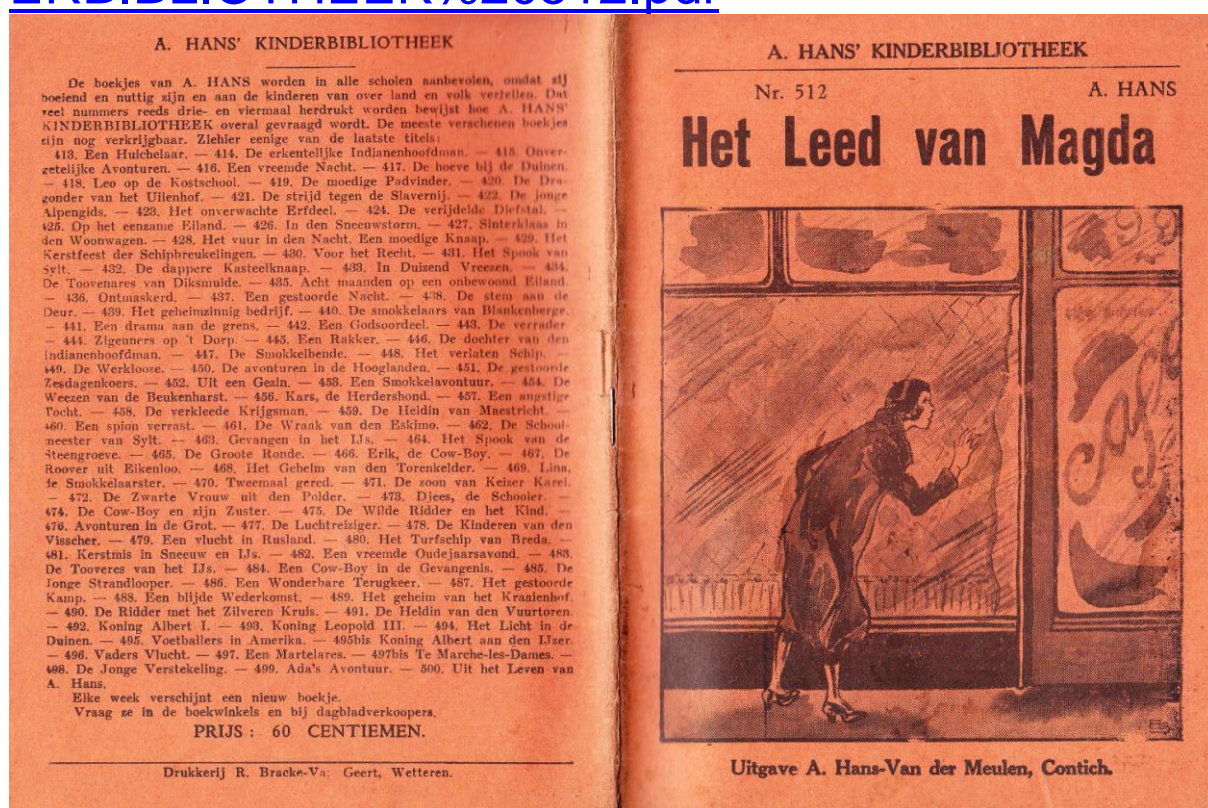 ERDIBLIOTHEEK%20512.pdf
A. HANS' KINDERBIBLIOTHEEK
De boekjes van A. HANS worden in alle scholen aanbevolen, omdat zij
boeiend en nuttig zijn en aan de kinderen van over land en volk vertellen. Dat
veel nummers reeds drie- en viermaal herdrukt worden bewijst hoe A. HANS'
KINDERBIBLIOTHEEK overal gevraagd wordt. De meeste verschenen boekjes
zijn nog verkrijgbaar. Ziehier eenige van de laatste titels:
413. Een Huichelaar. — 414. De erkentelijke Indianenhoofdman. — 415. Onver-
getelijke Avonturen. — 416. Een vreemde Nacht. — 417. De hoeve bij de Duinen.
— 418. Leo op de Kostschool. — 419. De moedige Padvinder. — 420. De Dra-
gonder van het Uilenhof. — 421. De strijd tegen de Slavernij. — 422. De jonge
Alpengids. — 423. Het onverwachte Erfdeel. — 424. De verijdelde Diefstal. —
425. Op het eenzame Eiland. — 426. In den Sneeuwstorm. — 427. Sinterklaas in
den Woonwagen. — 428. Het vuur in den Nacht. Een moedige Knaap. — 429. Het
Kerstfeest der Schipbreukelingen. — 430. Voor het Recht. — 431. Het Spook van
Sylt. — 432. De dappere Kasteelknaap. — 433. In Duizend Vreezen. — 434.
De Toovenares van Diksmuide. — 435. Acht maanden op een onbewoond Eiland.
— 436. Ontmaskerd. — 437. Een gestoorde Nacht. — 438. De stem aan de
Deur. — 439. Het geheimzinnig bedrijf. — 440. De smokkelaars van Blankenberge.
— 441. Een drama aan de grens. — 442. Een Godsoordeel. — 443. De verrader
— 444. Zigeuners op 't Dorp. — 445. Een Rakker. — 446. De dochter van den
Indianenhoofdman. — 447. De Smokkelbende. — 448. Het verlaten Schip. —
449. De Werklooze. — 450. De avonturen in de Hooglanden. — 451. De gestoorde
Zesdagenkoers. — 452. Uit een Gezin. — 453. Een Smokkelavontuur. — 454. De
Weezen van de Beukenharst. — 456. Kars, de Herdershond. — 457. Een angstige
Tocht. — 458. De verkleede Krijgsman. — 459. De Heldin van Maestricht. —
460. Een spion verrast. — 461. De Wraak van den Eskimo. — 462. De School-
meester van Sylt. — 463. Gevangen in het IJs. — 464. Het Spook van de
Steengroeve. — 465. De Groote Ronde. — 466. Erik, de Cow-Boy. — 467. De
Roover uit Eikenloo. — 468. Het Geheim van den Torenkelder. — 469. Lina,
de Smokkelaarster. — 470. Tweemaal gered. — 471. De zoon van Keizer Karel.
— 472. De Zwarte Vrouw uit den Polder. — 473. Djees, de Schooier. —
474. De Cow-Boy en zijn Zuster. — 475. De Wilde Ridder en het Kind. —
476. Avonturen in de Grot. — 477. De Luchtreiziger. — 478. De Kinderen van den
Visscher. — 479. Een vlucht in Rusland. — 480. Het Turfschip van Breda. —
481. Kerstmis in Sneeuw en IJs. — 482. Een vreemde Oudejaarsavond. — 483.
De Tooveres van het IJs. — 484. Een Cow-Boy in de Gevangenis. — 485. De
Jonge Strandlooper. — 486. Een Wonderbare Terugkeer. — 487. Het gestoorde
Kamp. — 488. Een blijde Wederkomst. — 489. Het geheim van het Kraaienhof.
— 490. De Ridder met het Zilveren Kruis. — 491. De Heldin van den Vuurtoren.
— 492. Koning Albert I. — 493. Koning Leopold III. — 494. Het Licht in de
Duinen. — 495. Voetballers in Amerika. — 495bis Koning Albert aan den IJzer.
— 496. Vaders Vlucht. — 497. Een Martelares. — 497bis Te Marche-les-Dames. —
498. De Jonge Verstekeling. — 499. Ada's Avontuur. — 500. Uit het Leven van
A. Hans.
Elke week verschijnt een nieuw boekje.
Vraag ze in de boekwinkels en bij dagbladverkoopers.
PRIJS : 60 CENTIEMEN.
Drukkerij R. Bracke-Van Geert, Wetteren.
A. HANS' KINDERBIBLIOTHEEK
Nr. 512 A. HANS
Het Leed van Magda
Café
Uitgave A. Hans-Van der Meulen, Contich.